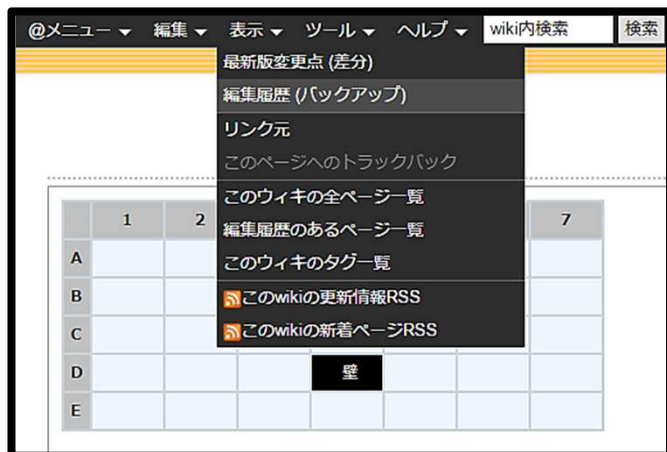 @メニュー ▼ 編集 ▼ 表示 ▼ ツール ▼ ヘルプ ▼ wiki内検索 検索
最新版変更点 (差分)
編集履歴 (バックアップ)
リンク元
このページへのトラックバック
このウィキの全ページ一覧
編集履歴のあるページ一覧
このウィキのタグ一覧
このwikiの更新情報RSS
このwikiの新着ページRSS
1 2 7
A
B
C
D 壁
E